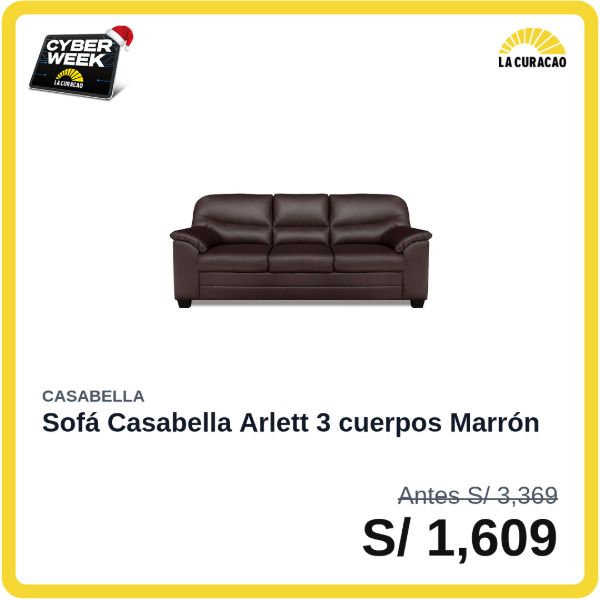 CYBER
WEEK
LA CURACAO
LA CURACAO
CASABELLA
Sofá Casabella Arlett 3 cuerpos Marrón
Antes S/ 3,369
S/ 1,609